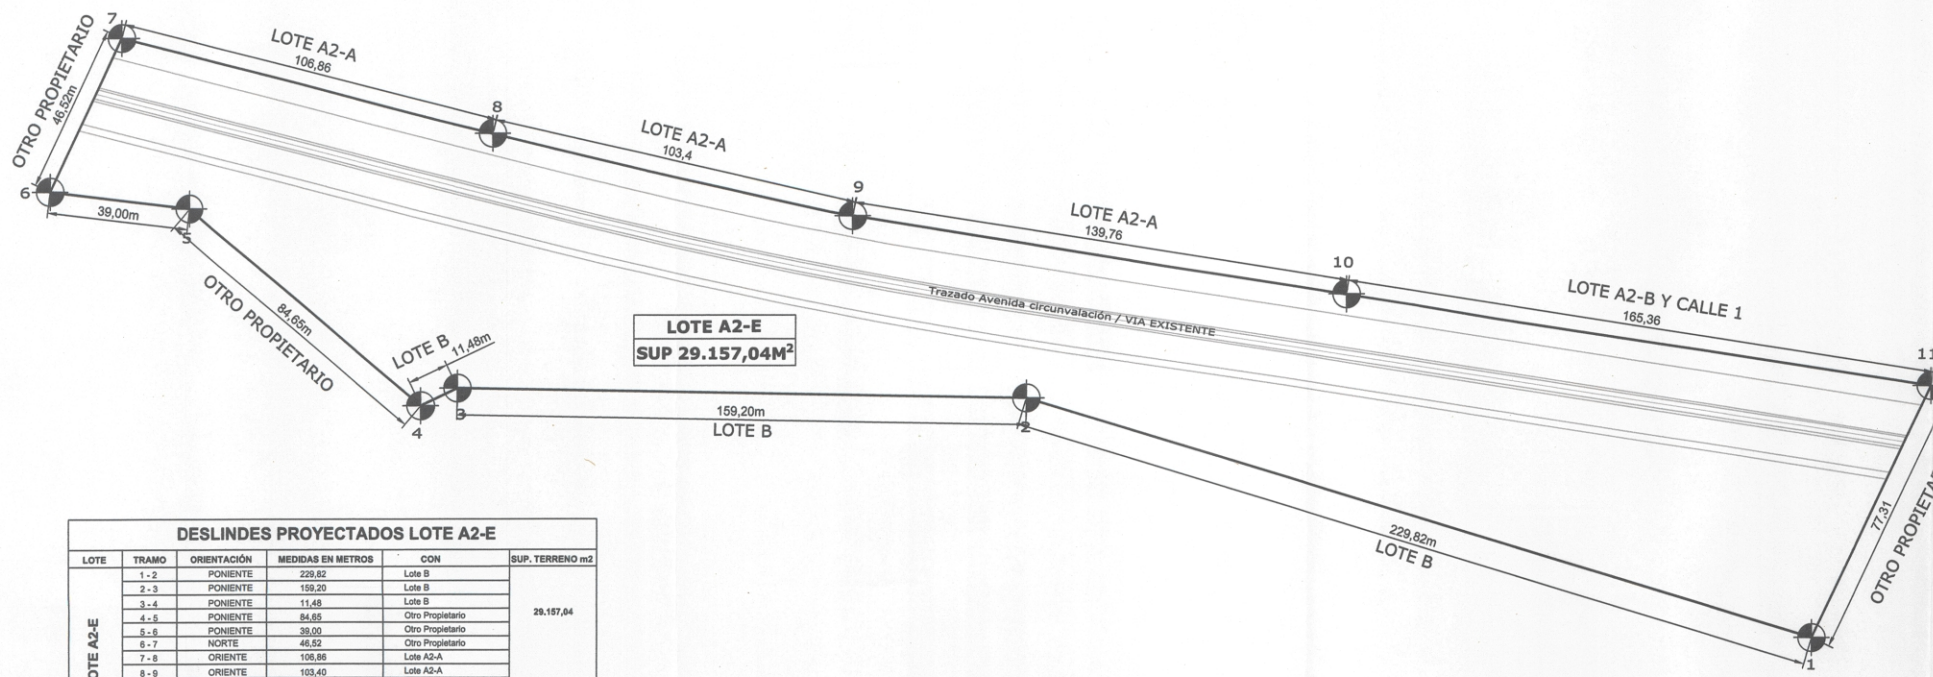 7
LOTE A2-A
106,86
OTRO PROPIETARIO
46,52m
8
LOTE A2-A
103,4
9
LOTE A2-A
139,76
10
LOTE A2-B Y CALLE 1
165,36
11
6
39,00m
5
OTRO PROPIETARIO
84,65m
LOTE B
11,48m
4
3
LOTE A2-E
SUP 29.157,04M²
Trazado Avenida circunvalación / VIA EXISTENTE
159,20m
LOTE B
2
229,82m
LOTE B
77,31
OTRO PROPIETA
1
DESLINDES PROYECTADOS LOTE A2-E
LOTE TRAMO ORIENTACIÓN MEDIDAS EN METROS CON SUP. TERRENO m2
1 - 2 PONIENTE 229,82 Lote B
2 - 3 PONIENTE 159,20 Lote B
3 - 4 PONIENTE 11,48 Lote B
29.157,04
4 - 5 PONIENTE 84,65 Otro Propietario
5 - 6 PONIENTE 39,00 Otro Propietario
6 - 7 NORTE 46,52 Otro Propietario
7 - 8 ORIENTE 106,86 Lote A2-A
8 - 9 ORIENTE 103,40 Lote A2-A
OTE A2-E